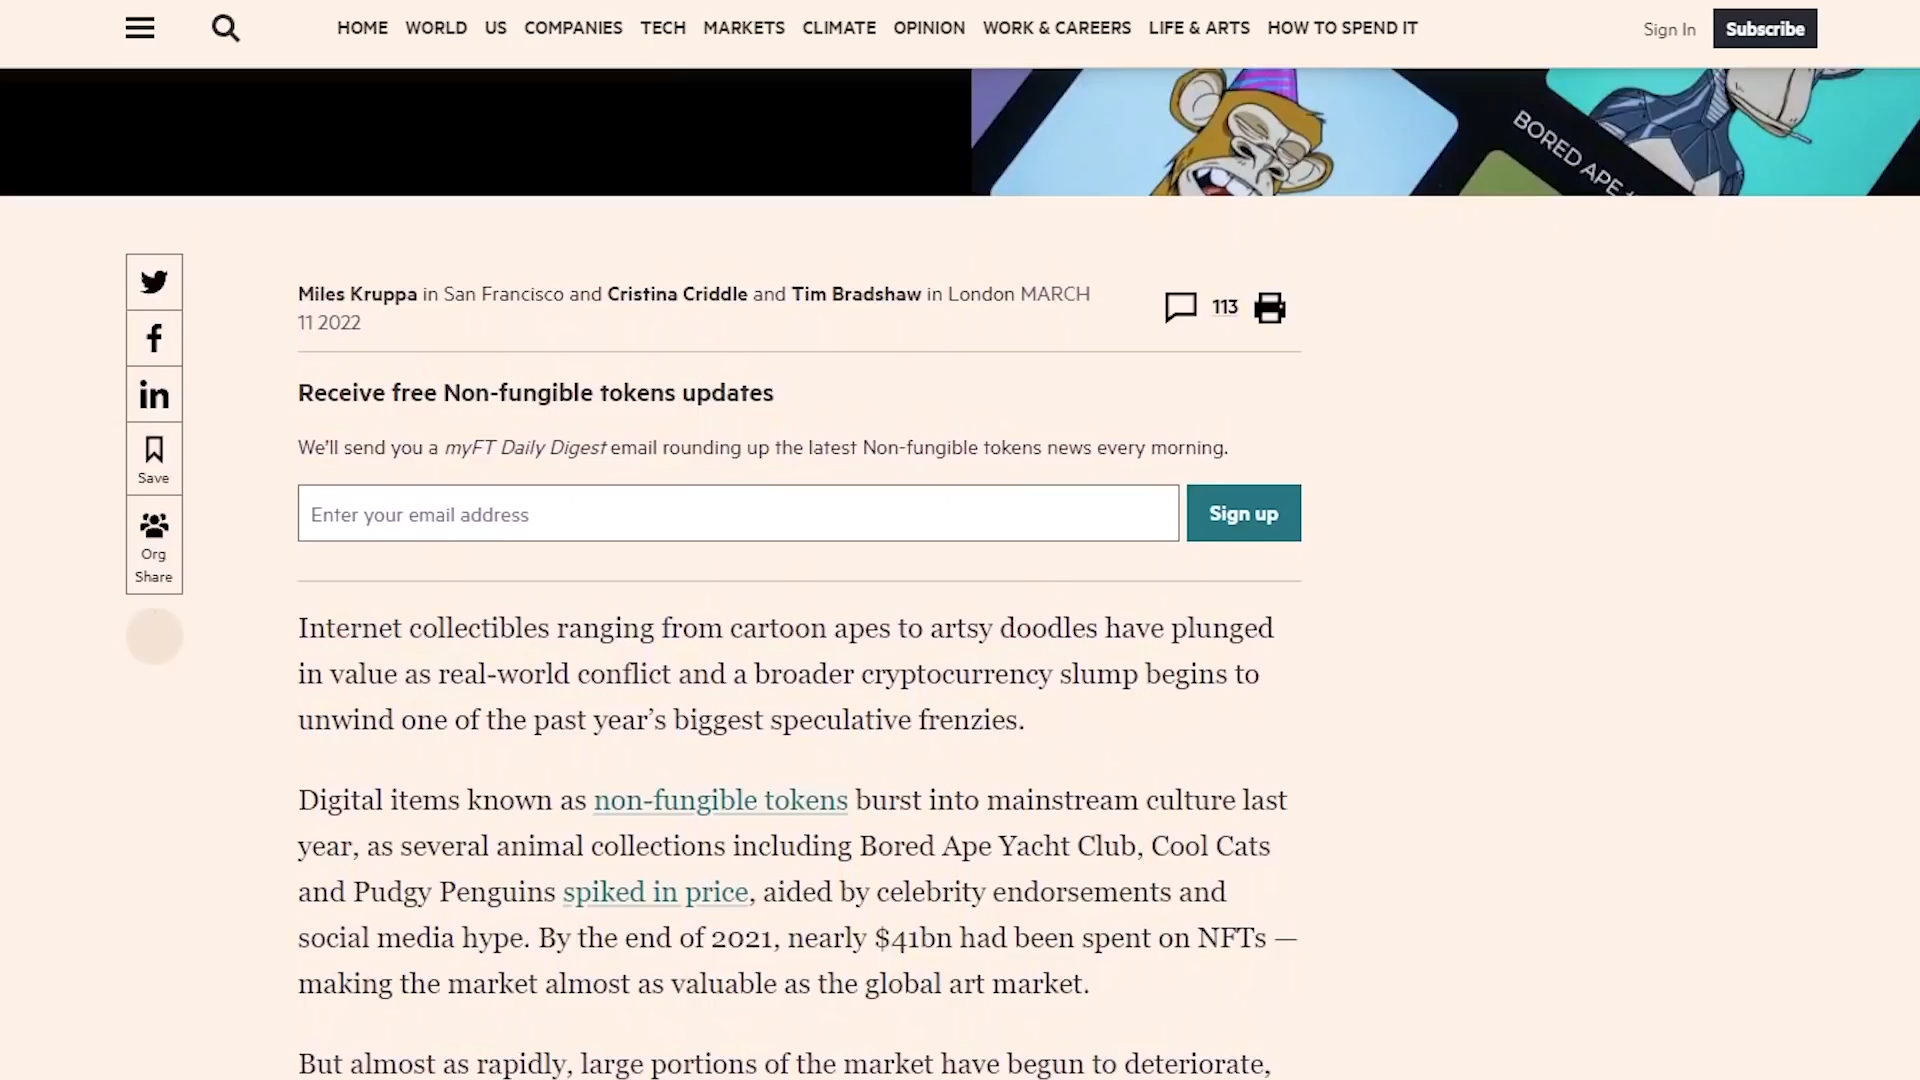 HOME WORLD US COMPANIES TECH MARKETS CLIMATE OPINION WORK & CAREERS LIFE & ARTS HOW TO SPEND IT Sign In Subscribe
BORED APE
Miles Kruppa in San Francisco and Cristina Criddle and Tim Bradshaw in London MARCH
11 2022
113
Receive free Non-fungible tokens updates
We'll send you a myFT Daily Digest email rounding up the latest Non-fungible tokens news every morning.
Enter your email address Sign up
Save
Org
Share
Internet collectibles ranging from cartoon apes to artsy doodles have plunged
in value as real-world conflict and a broader cryptocurrency slump begins to
unwind one of the past year's biggest speculative frenzies.
Digital items known as non-fungible tokens burst into mainstream culture last
year, as several animal collections including Bored Ape Yacht Club, Cool Cats
and Pudgy Penguins spiked in price, aided by celebrity endorsements and
social media hype. By the end of 2021, nearly $41bn had been spent on NFTs —
making the market almost as valuable as the global art market.
But almost as rapidly, large portions of the market have begun to deteriorate,